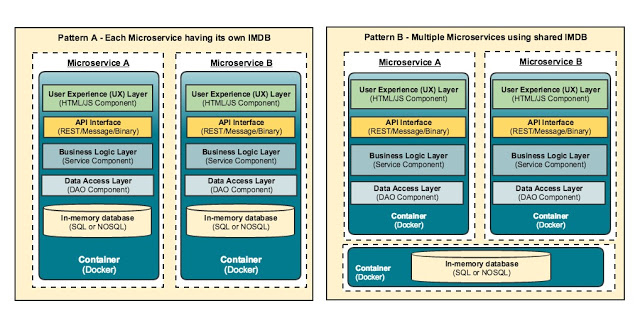 Pattern A - Each Microservice having its own IMDB
Microservice A
User Experience (UX) Layer
(HTML/JS Component)
API Interface
(REST/Message/Binary)
Business Logic Layer
(Service Component)
Data Access Layer
(DAO Component)
In-memory database
(SQL or NOSQL)
Container
(Docker)
Microservice B
User Experience (UX) Layer
(HTML/JS Component)
API Interface
(REST/Message/Binary)
Business Logic Layer
(Service Component)
Data Access Layer
(DAO Component)
In-memory database
(SQL or NOSQL)
Container
(Docker)
Pattern B - Multiple Microservices using shared IMDB
Microservice A
User Experience (UX) Layer
(HTML/JS Component)
API Interface
(REST/Message/Binary)
Business Logic Layer
(Service Component)
Data Access Layer
(DAO Component)
Container
(Docker)
Microservice B
User Experience (UX) Layer
(HTML/JS Component)
API Interface
(REST/Message/Binary)
Business Logic Layer
(Service Component)
Data Access Layer
(DAO Component)
Container
(Docker)
Container
(Docker)
In-memory database
(SQL or NOSQL)